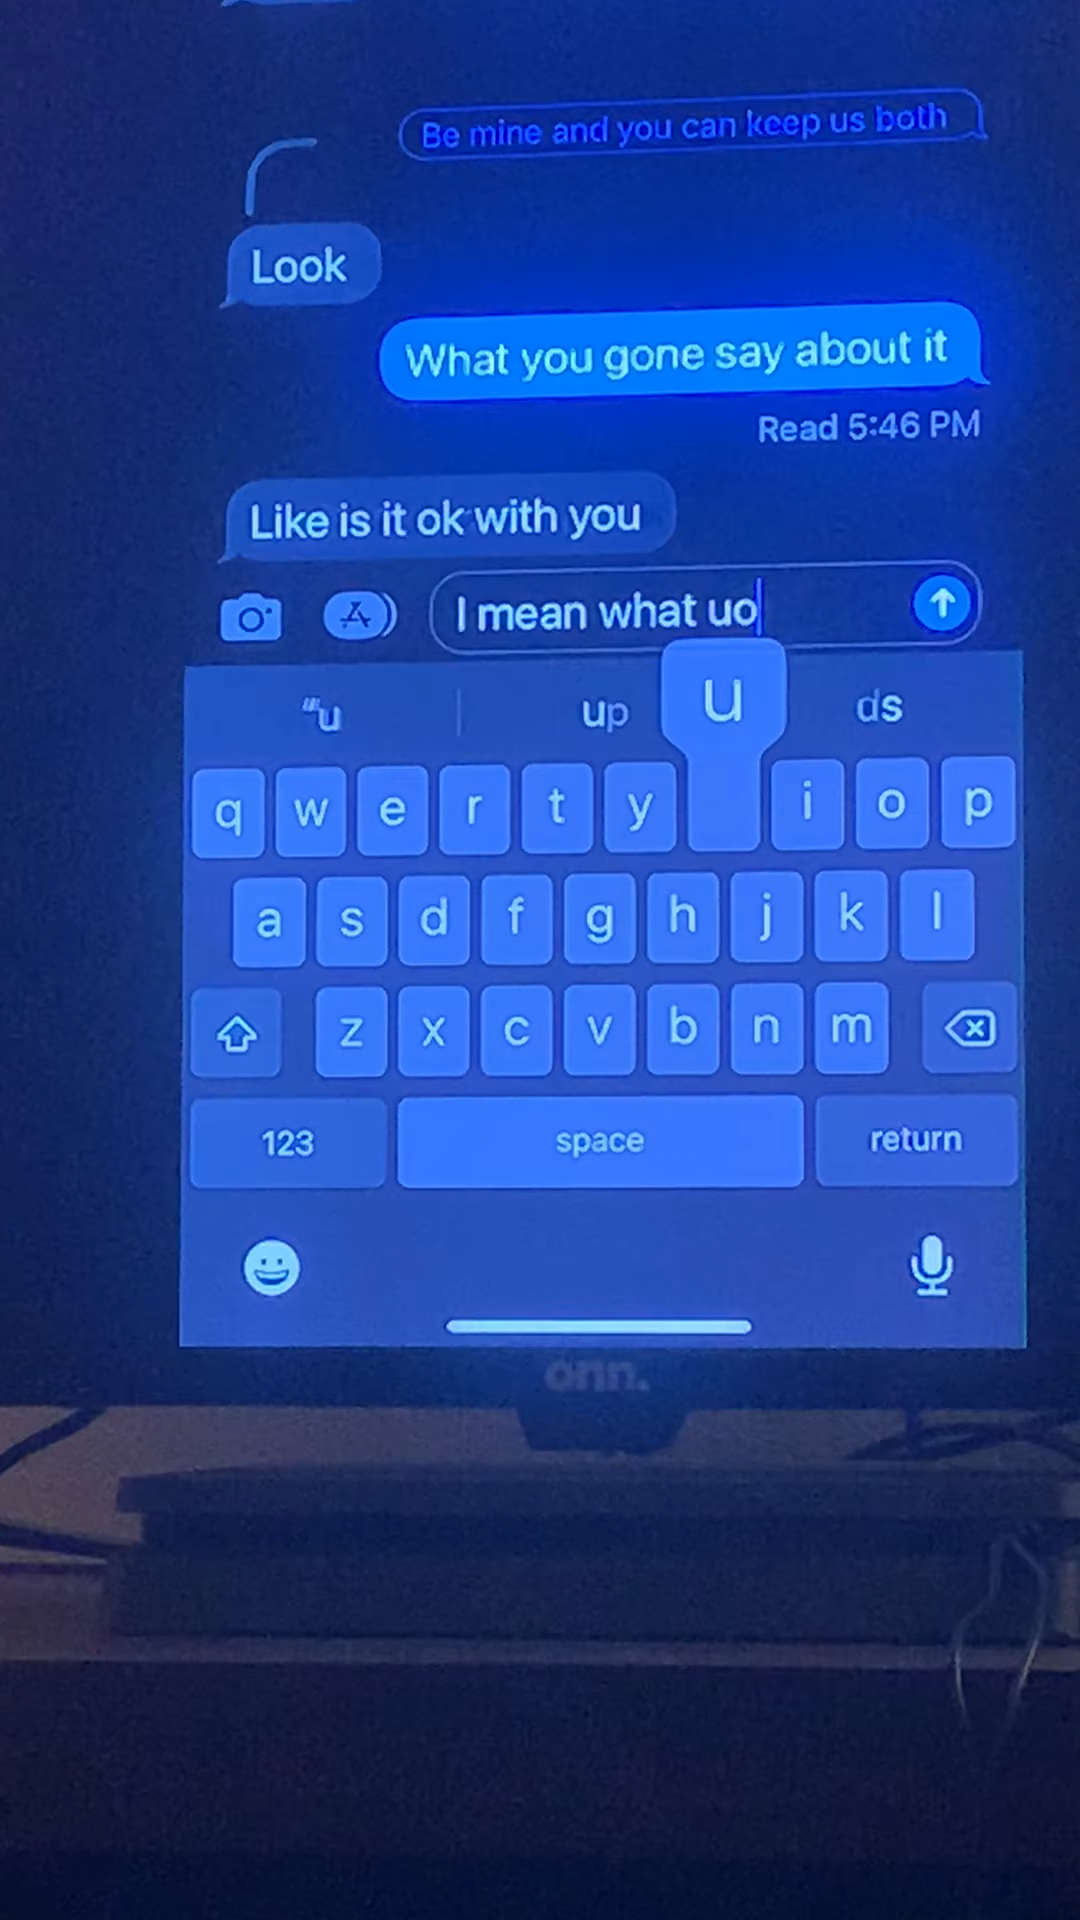 Be mine and you can keep us both
Look
What you gone say about it
Read 5:46 PM
Like is it ok with you
I mean what uo
"'u up u ds
q w e r t y i o p
a s d f g h j k l
z x c v b n m
123 space return
onn.